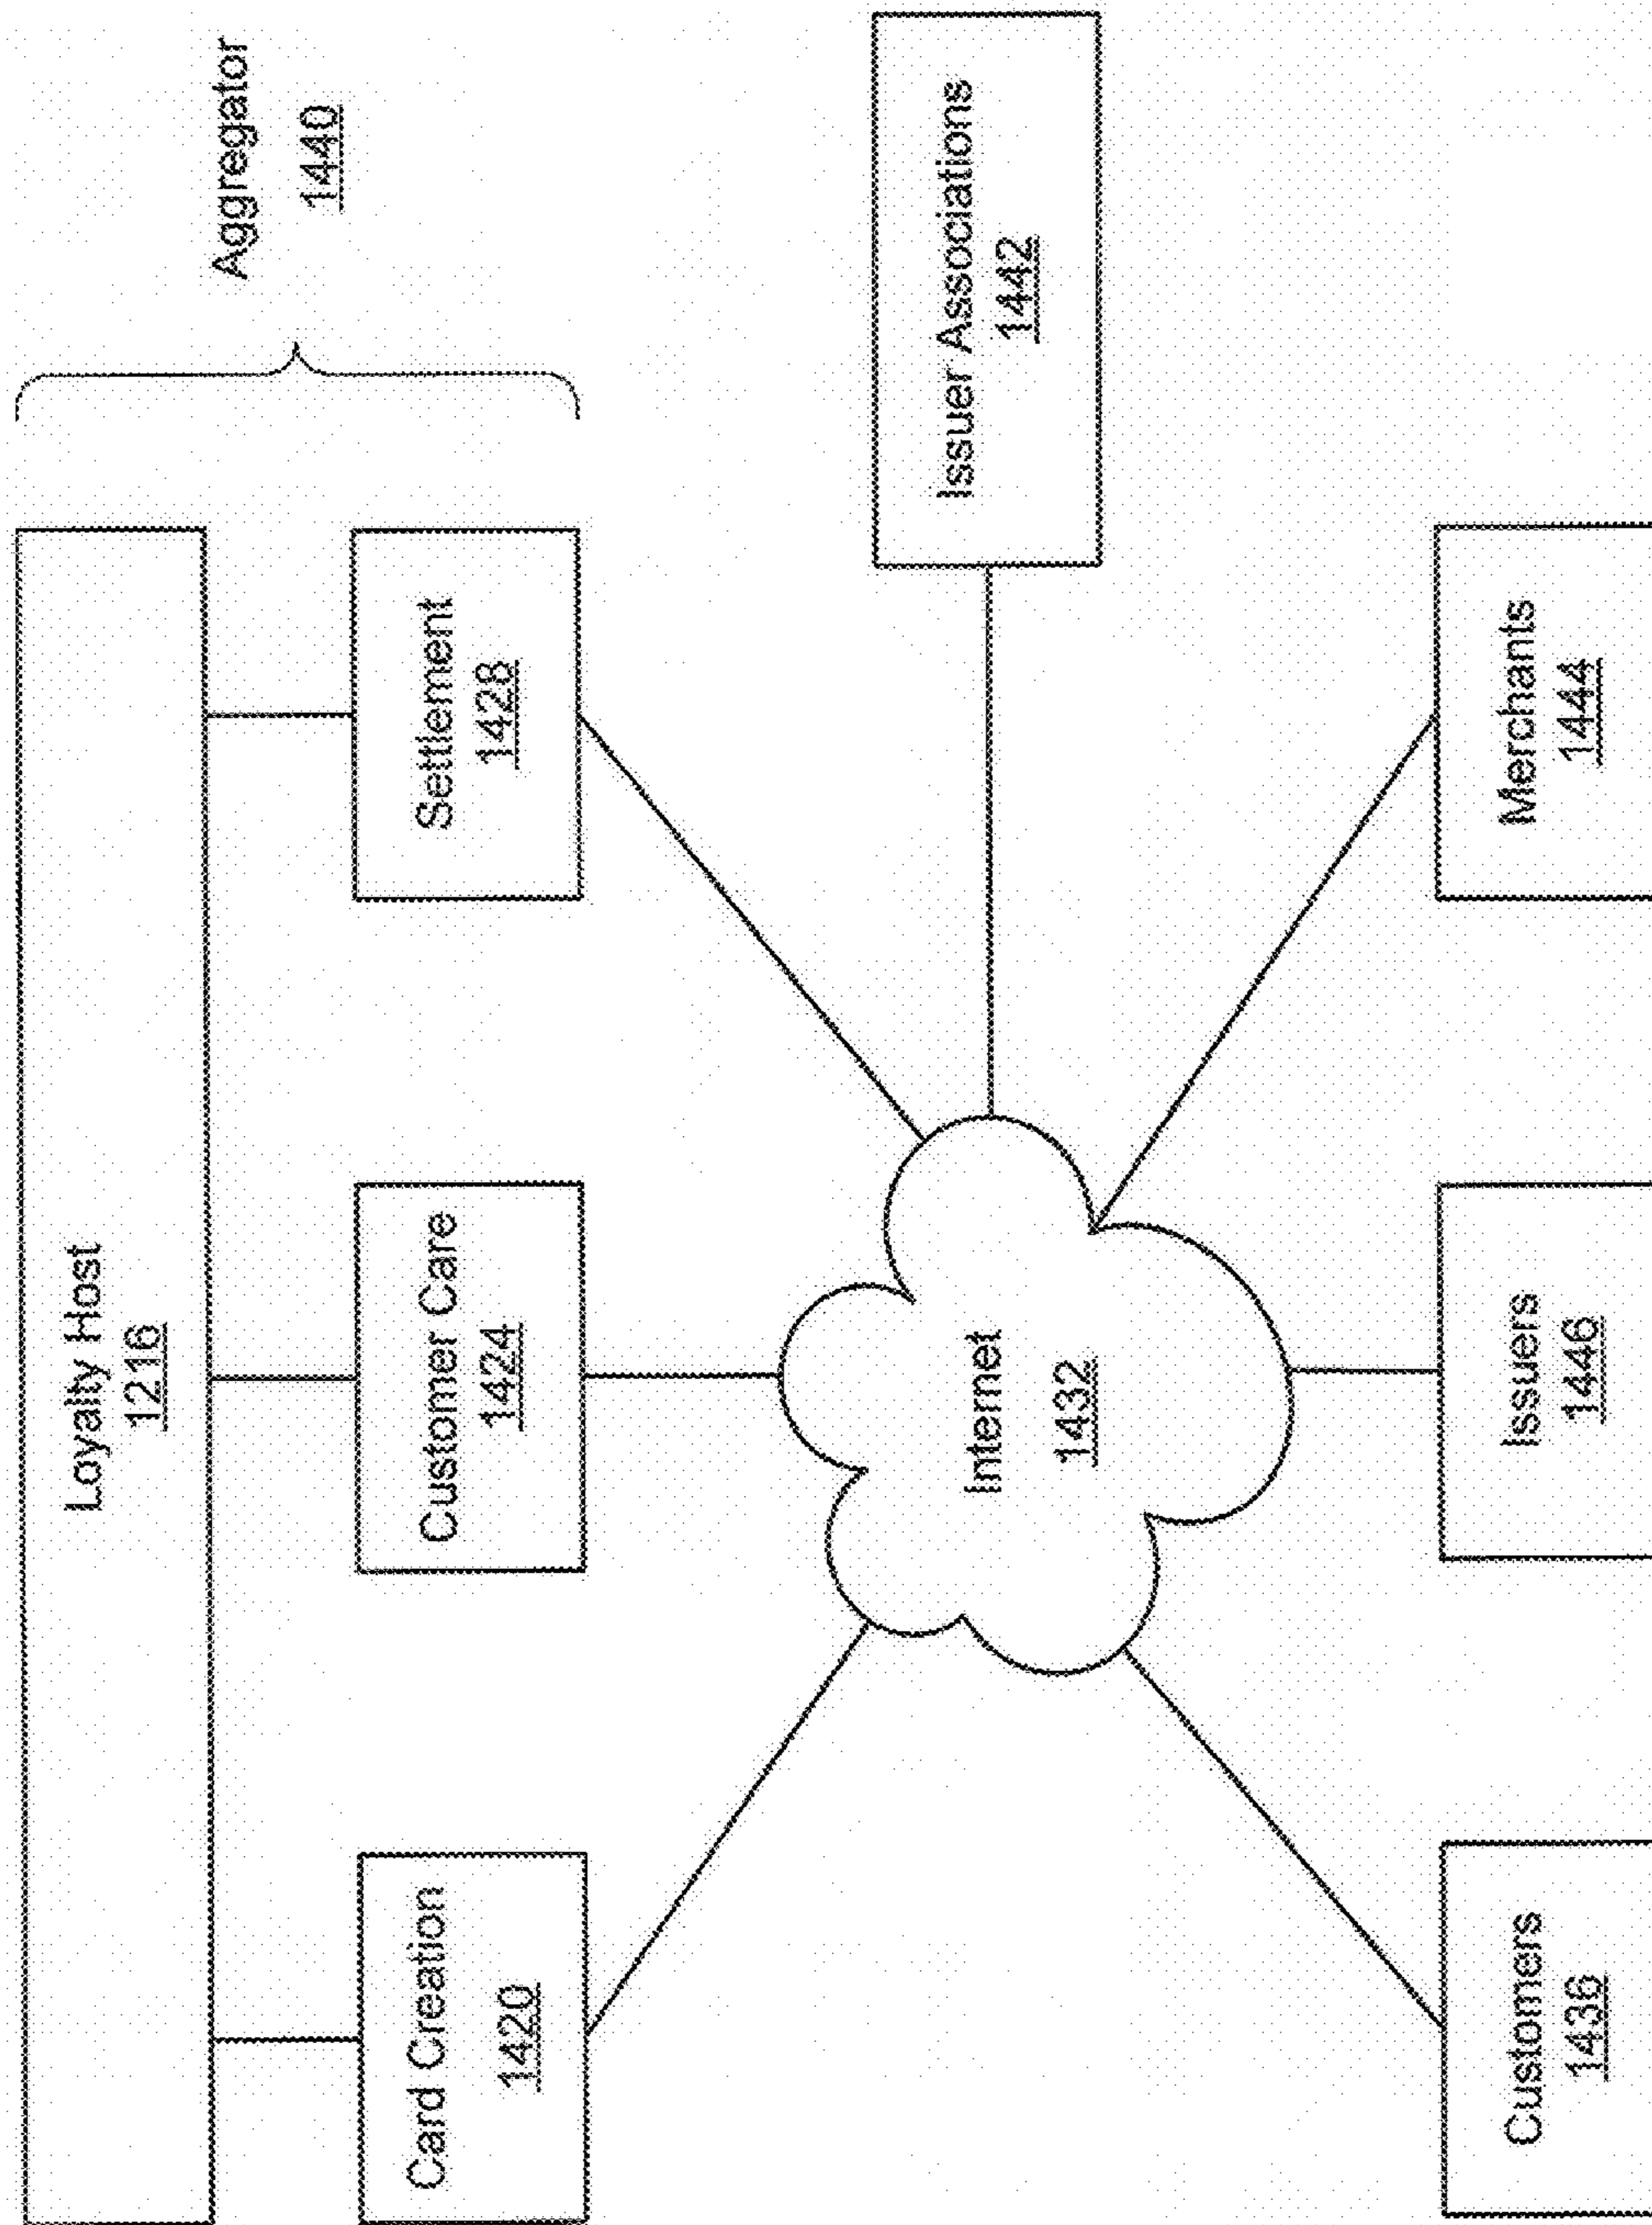 Loyalty Host
1216
Aggregator
1440
Card Creation
1420
Customer Care
1424
Settlement
1428
Internet
1432
Issuer Associations
1442
Customers
1436
Issuers
1446
Merchants
1444